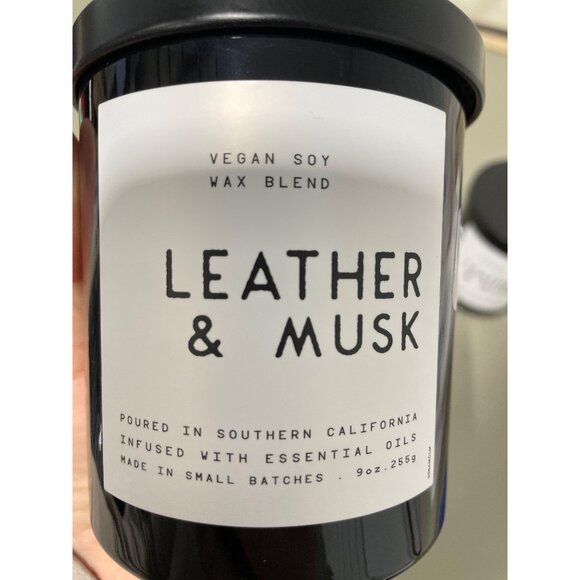 VEGAN SOY
WAX BLEND
LEATHER
& MUSK
POURED IN SOUTHERN CALIFORNIA
INFUSED WITH ESSENTIAL OILS
MADE IN SMALL BATCHES . 9oz.255g